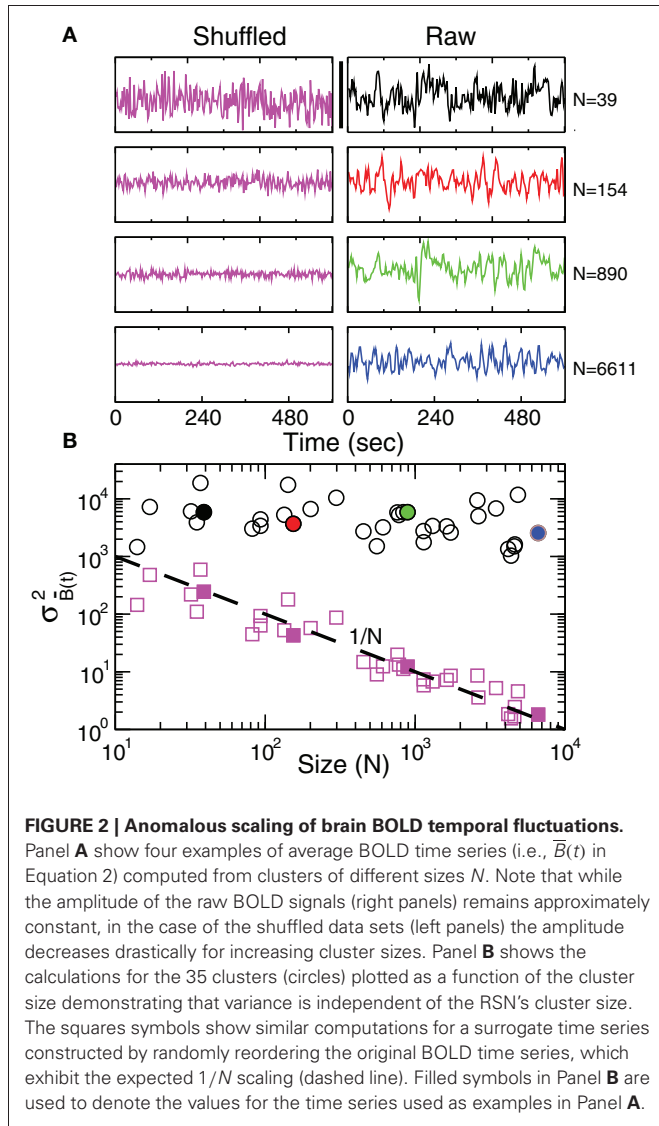 A
Shuffled Raw
N=39
N=154
N=890
N=6611
0 240 480 0 240 480
Time (sec)
B
10^4
10^3
10^2
10^1
10^0
σ^2_B̄(t)
1/N
10^1 10^2 10^3 10^4
Size (N)
FIGURE 2 | Anomalous scaling of brain BOLD temporal fluctuations.
Panel A show four examples of average BOLD time series (i.e., B̄(t) in
Equation 2) computed from clusters of different sizes N. Note that while
the amplitude of the raw BOLD signals (right panels) remains approximately
constant, in the case of the shuffled data sets (left panels) the amplitude
decreases drastically for increasing cluster sizes. Panel B shows the
calculations for the 35 clusters (circles) plotted as a function of the cluster
size demonstrating that variance is independent of the RSN's cluster size.
The squares symbols show similar computations for a surrogate time series
constructed by randomly reordering the original BOLD time series, which
exhibit the expected 1/N scaling (dashed line). Filled symbols in Panel B are
used to denote the values for the time series used as examples in Panel A.